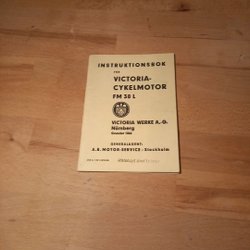 INSTRUKTIONSBOK
FÖR
VICTORIA-
CYKELMOTOR
FM 38 L
VICTORIA WERKE A.-G.
Nürnberg
GENERALAGENT:
A.B. MOTOR-SERVICE - Stockholm